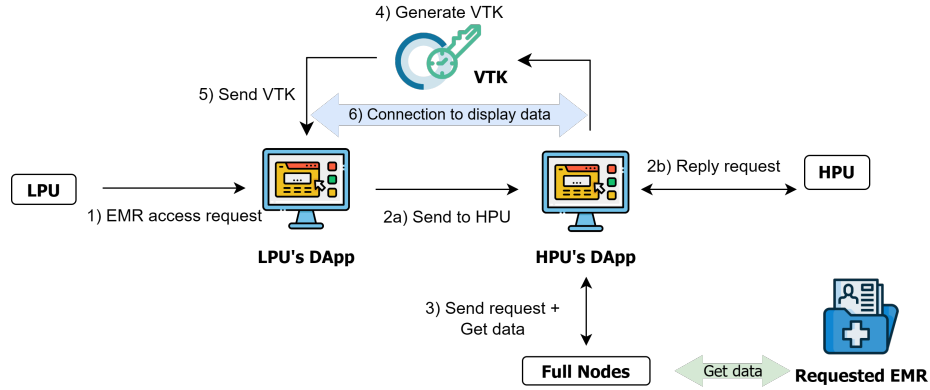 4) Generate VTK
VTK
5) Send VTK
6) Connection to display data
LPU
1) EMR access request
LPU's DApp
2a) Send to HPU
HPU's DApp
2b) Reply request
HPU
3) Send request +
Get data
Full Nodes
Get data
Requested EMR